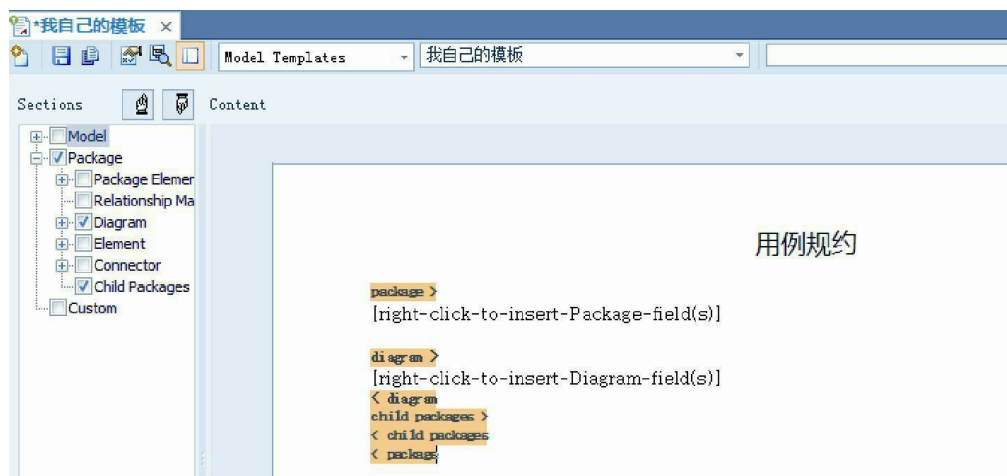 *我自己的模板 ×
Model Templates 我自己的模板
Sections Content
Model
Package
Package Elemer
Relationship Ma
Diagram
Element
Connector
Child Packages
Custom
用例规约
package >
[right-click-to-insert-Package-field(s)]
diagram >
[right-click-to-insert-Diagram-field(s)]
< diagram
child packages >
< child packages
< package